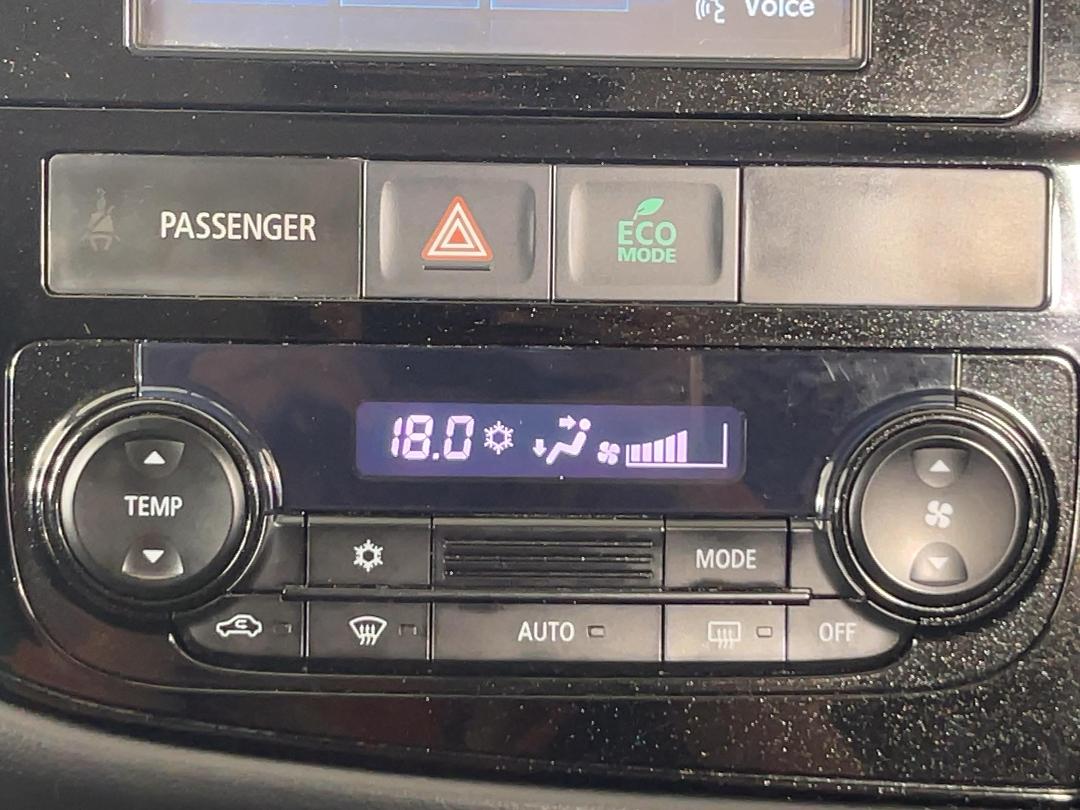 Voice
PASSENGER
ECO
MODE
18.0
TEMP
MODE
AUTO
OFF